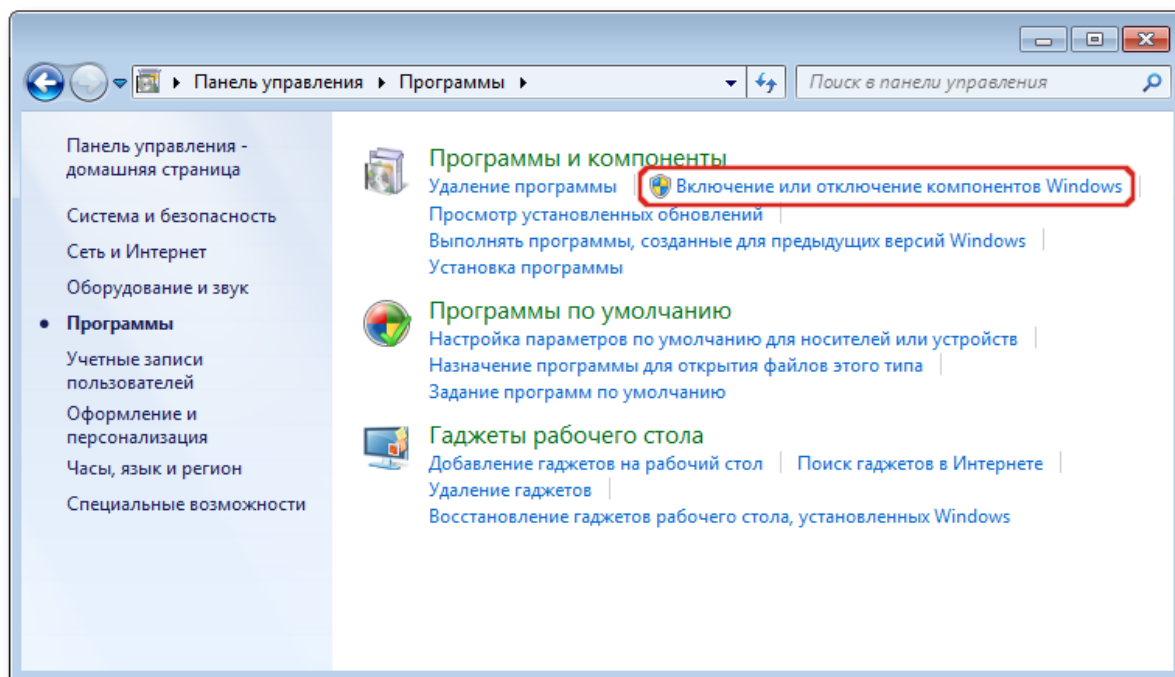 Панель управления
Программы
Поиск в панели управления
Панель управления -
домашняя страница
Система и безопасность
Сеть и Интернет
Оборудование и звук
Программы
Учетные записи
пользователей
Оформление и
персонализация
Часы, язык и регион
Специальные возможности
Программы и компоненты
Удаление программы
Включение или отключение компонентов Windows
Просмотр установленных обновлений
Выполнять программы, созданные для предыдущих версий Windows
Установка программы
Программы по умолчанию
Настройка параметров по умолчанию для носителей или устройств
Назначение программы для открытия файлов этого типа
Задание программ по умолчанию
Гаджеты рабочего стола
Добавление гаджетов на рабочий стол
Поиск гаджетов в Интернете
Удаление гаджетов
Восстановление гаджетов рабочего стола, установленных Windows